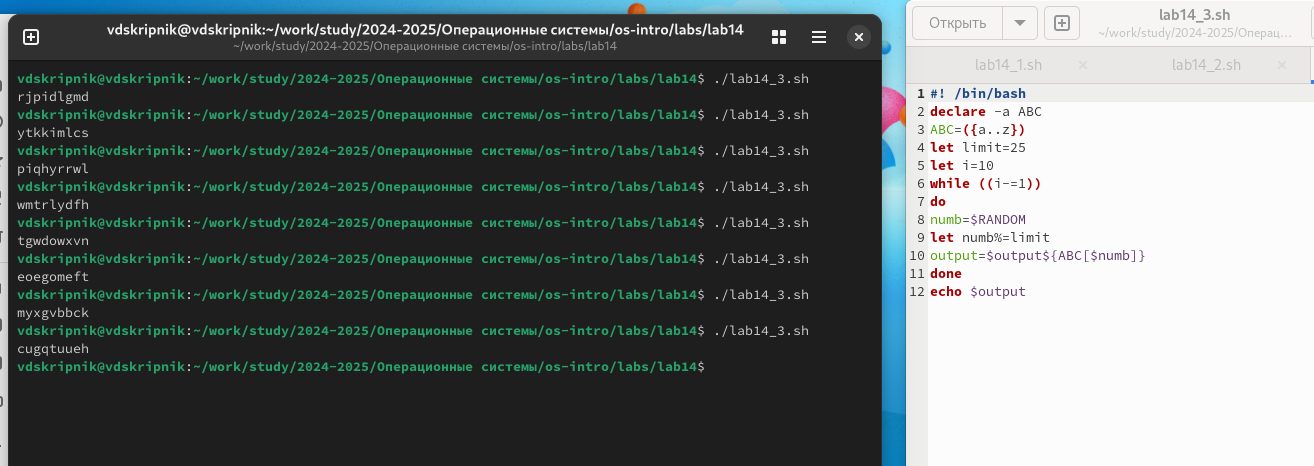 vdskripnik@vdskripnik:~/work/study/2024-2025/Операционные системы/os-intro/labs/lab14
~/work/study/2024-2025/Операционные системы/os-intro/labs/lab14
vdskripnik@vdskripnik:~/work/study/2024-2025/Операционные системы/os-intro/labs/lab14$ ./lab14_3.sh
rjpidlgmd
vdskripnik@vdskripnik:~/work/study/2024-2025/Операционные системы/os-intro/labs/lab14$ ./lab14_3.sh
ytkkimlcs
vdskripnik@vdskripnik:~/work/study/2024-2025/Операционные системы/os-intro/labs/lab14$ ./lab14_3.sh
piqhyrrwl
vdskripnik@vdskripnik:~/work/study/2024-2025/Операционные системы/os-intro/labs/lab14$ ./lab14_3.sh
wmtrlydfh
vdskripnik@vdskripnik:~/work/study/2024-2025/Операционные системы/os-intro/labs/lab14$ ./lab14_3.sh
tgwdowxvn
vdskripnik@vdskripnik:~/work/study/2024-2025/Операционные системы/os-intro/labs/lab14$ ./lab14_3.sh
eoegomeft
vdskripnik@vdskripnik:~/work/study/2024-2025/Операционные системы/os-intro/labs/lab14$ ./lab14_3.sh
myxgvbbck
vdskripnik@vdskripnik:~/work/study/2024-2025/Операционные системы/os-intro/labs/lab14$ ./lab14_3.sh
cugqtuueh
vdskripnik@vdskripnik:~/work/study/2024-2025/Операционные системы/os-intro/labs/lab14$
Открыть
lab14_3.sh
~/work/study/2024-2025/Операц…
lab14_1.sh
lab14_2.sh
1 #! /bin/bash
2 declare -a ABC
3 ABC=({a..z})
4 let limit=25
5 let i=10
6 while ((i-=1))
7 do
8 numb=$RANDOM
9 let numb%=limit
10 output=$output${ABC[$numb]}
11 done
12 echo $output